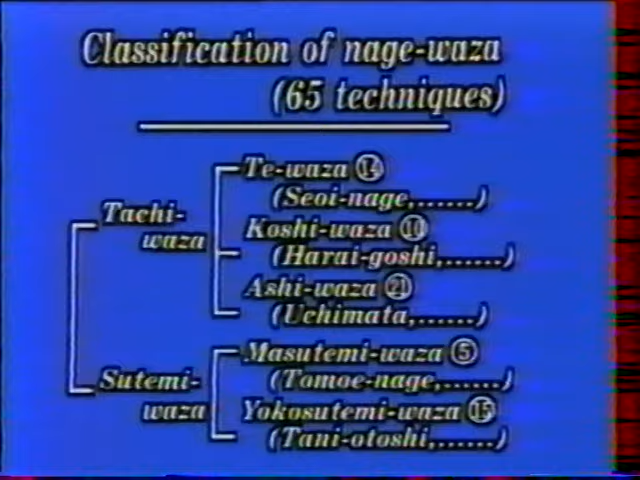 Classification of nage-waza
(65 techniques)
Te-waza ⑭
(Seoi-nage,......)
Tachi-
waza
Koshi-waza ⑩
(Harai-goshi,......)
Ashi-waza ㉑
(Uchimata,......)
Masutemi-waza ⑤
(Tomoe-nage,......)
Sutemi-
waza
Yokosutemi-waza ⑮
(Tani-otoshi,......)